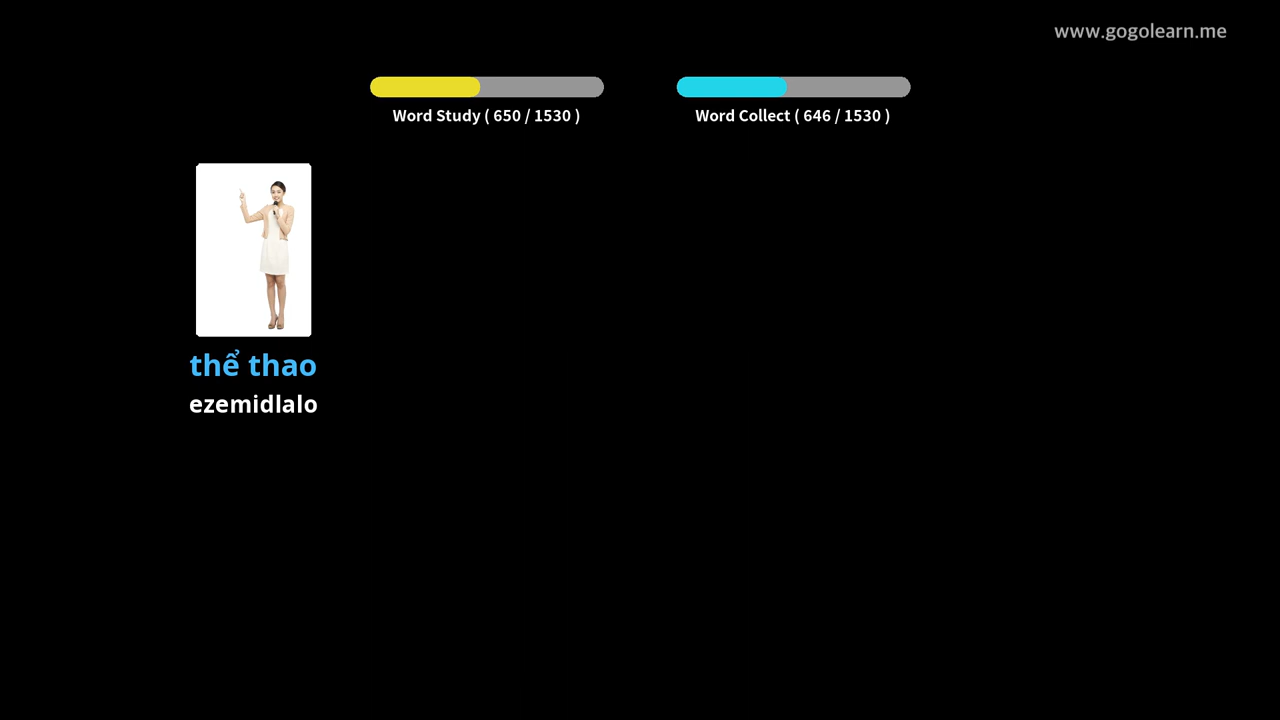 www.gogolearn.me
Word Study ( 650 / 1530 )
Word Collect ( 646 / 1530 )
thể thao
ezemidlalo